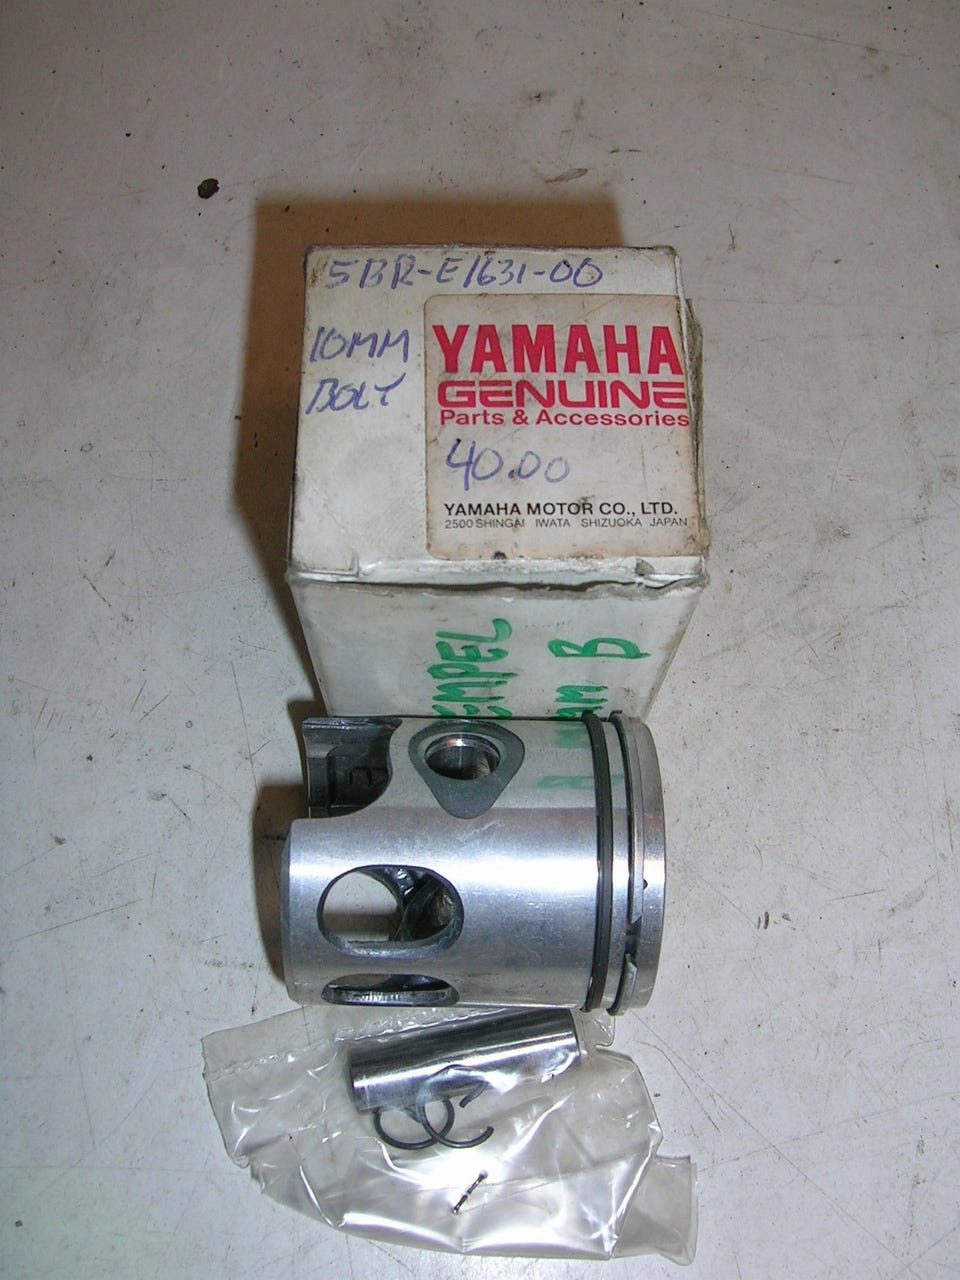 5BR-E1631-00
10MM
BOLT
YAMAHA
GENUINE
Parts & Accessories
40.00
YAMAHA MOTOR CO., LTD.
2500 SHINGAI IWATA SHIZUOKA JAPAN
EMPEL
B